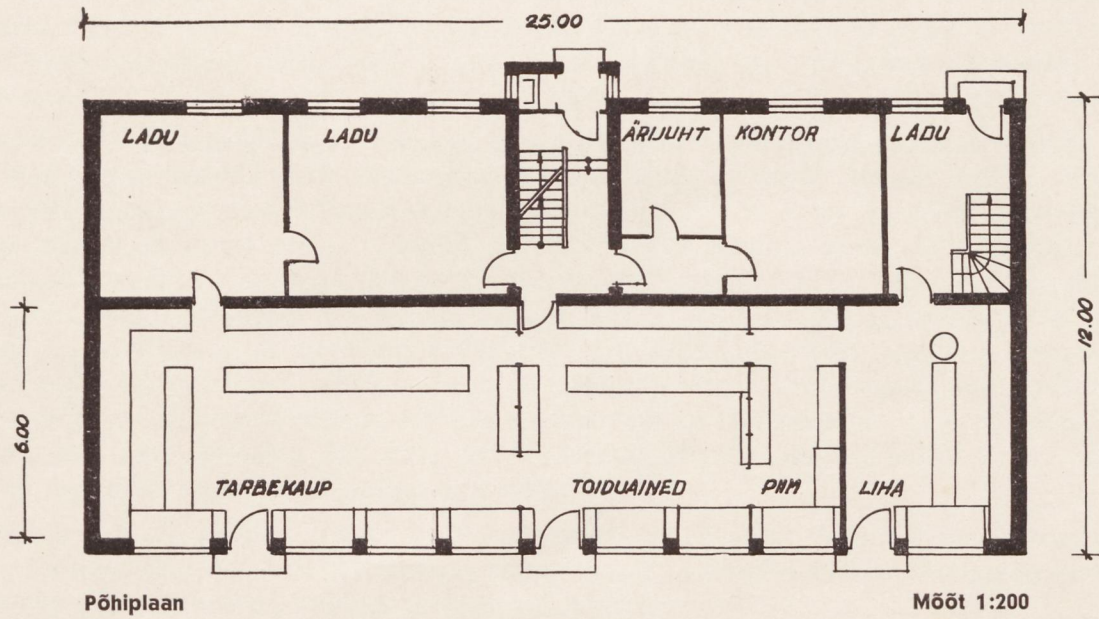 25.00
LADU
LADU
ÄRIJUHT
KONTOR
LADU
6.00
12.00
TARBEKAUP
TOIDUAINED
PIIM
LIHA
Põhiplaan
Mõõt 1:200